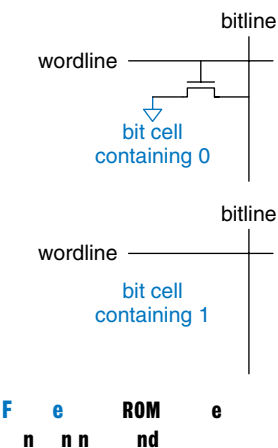 bitline
wordline
bit cell
containing 0
bitline
wordline
bit cell
containing 1
ROM